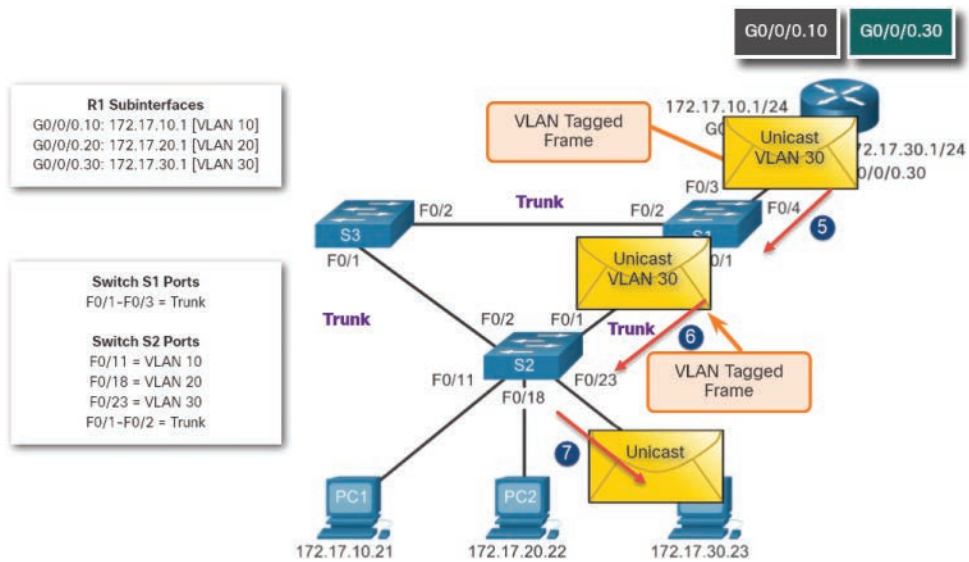 G0/0/0.10
G0/0/0.30
R1 Subinterfaces
G0/0/0.10: 172.17.10.1 [VLAN 10]
G0/0/0.20: 172.17.20.1 [VLAN 20]
G0/0/0.30: 172.17.30.1 [VLAN 30]
VLAN Tagged
Frame
172.17.10.1/24
Unicast
VLAN 30
F0/3
F0/4
5
Trunk
F0/2
F0/2
S3
F0/1
Switch S1 Ports
F0/1-F0/3 = Trunk
Switch S2 Ports
F0/11 = VLAN 10
F0/18 = VLAN 20
F0/23 = VLAN 30
F0/1-F0/2 = Trunk
Unicast
VLAN 30
Trunk
F0/2
F0/1
Trunk
6
S2
F0/11
F0/18
F0/23
VLAN Tagged
Frame
7
Unicast
PC1
PC2
172.17.10.21
172.17.20.22
172.17.30.23